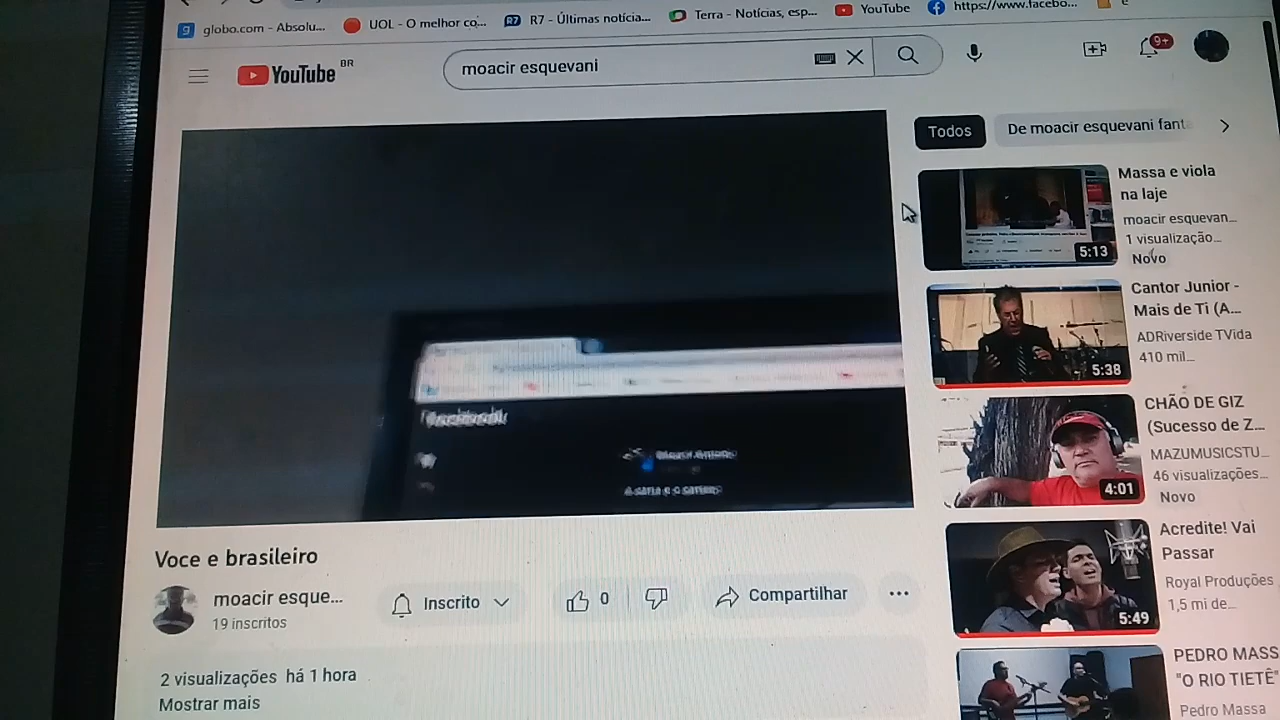 globo.com - Absolu...
UOL - O melhor co...
R7 - Últimas notícia...
Terra - Notícias, esp...
YouTube
https://www.facebo...
YouTube BR
moacir esquevani
9+
Todos
De moacir esquevani fant
Massa e viola
na laje
moacir esquevan...
1 visualização...
Novo
5:13
Cantor Junior -
Mais de Ti (A...
ADRiverside TVida
410 mil...
5:38
CHÃO DE GIZ
(Sucesso de Z...
MAZUMUSICSTU...
46 visualizações...
Novo
4:01
Acredite! Vai
Passar
Royal Produções
1,5 mi de...
5:49
PEDRO MASS
"O RIO TIETÊ"
Pedro Massa
Voce e brasileiro
moacir esque...
19 inscritos
Inscrito
0
Compartilhar
2 visualizações há 1 hora
Mostrar mais